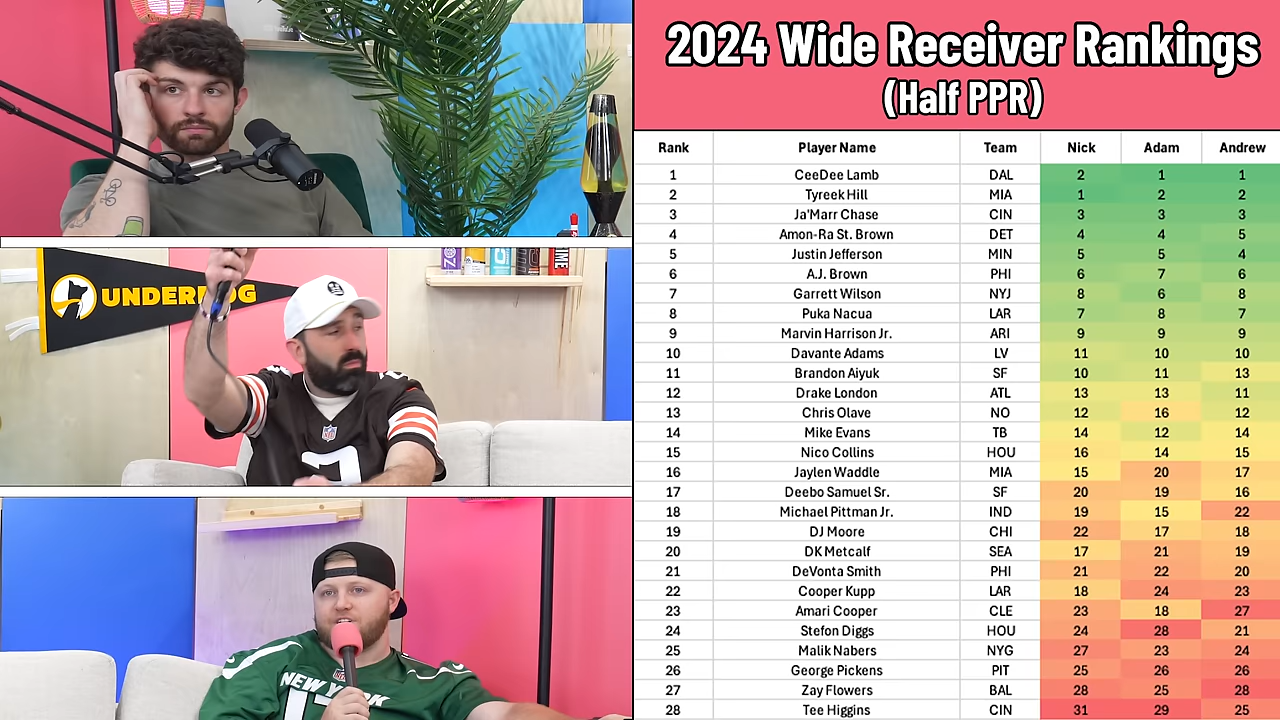 UNDERDOG
NEW YORK
2024 Wide Receiver Rankings
(Half PPR)
Rank Player Name Team Nick Adam Andrew
1 CeeDee Lamb DAL 2 1 1
2 Tyreek Hill MIA 1 2 2
3 Ja'Marr Chase CIN 3 3 3
4 Amon-Ra St. Brown DET 4 4 5
5 Justin Jefferson MIN 5 5 4
6 A.J. Brown PHI 6 7 6
7 Garrett Wilson NYJ 8 6 8
8 Puka Nacua LAR 7 8 7
9 Marvin Harrison Jr. ARI 9 9 9
10 Davante Adams LV 11 10 10
11 Brandon Aiyuk SF 10 11 13
12 Drake London ATL 13 13 11
13 Chris Olave NO 12 16 12
14 Mike Evans TB 14 12 14
15 Nico Collins HOU 16 14 15
16 Jaylen Waddle MIA 15 20 17
17 Deebo Samuel Sr. SF 20 19 16
18 Michael Pittman Jr. IND 19 15 22
19 DJ Moore CHI 22 17 18
20 DK Metcalf SEA 17 21 19
21 DeVonta Smith PHI 21 22 20
22 Cooper Kupp LAR 18 24 23
23 Amari Cooper CLE 23 18 27
24 Stefon Diggs HOU 24 28 21
25 Malik Nabers NYG 27 23 24
26 George Pickens PIT 25 26 26
27 Zay Flowers BAL 28 25 28
28 Tee Higgins CIN 31 29 25